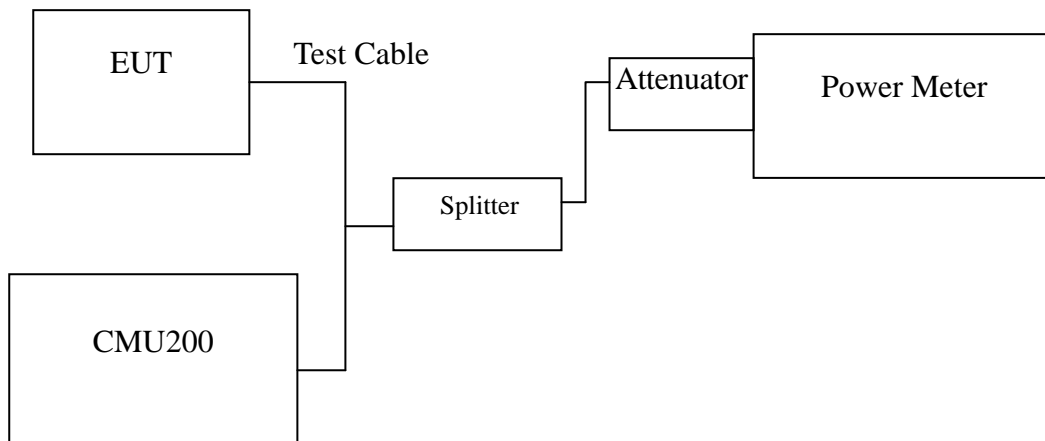 EUT
Test Cable
Attenuator
Power Meter
Splitter
CMU200